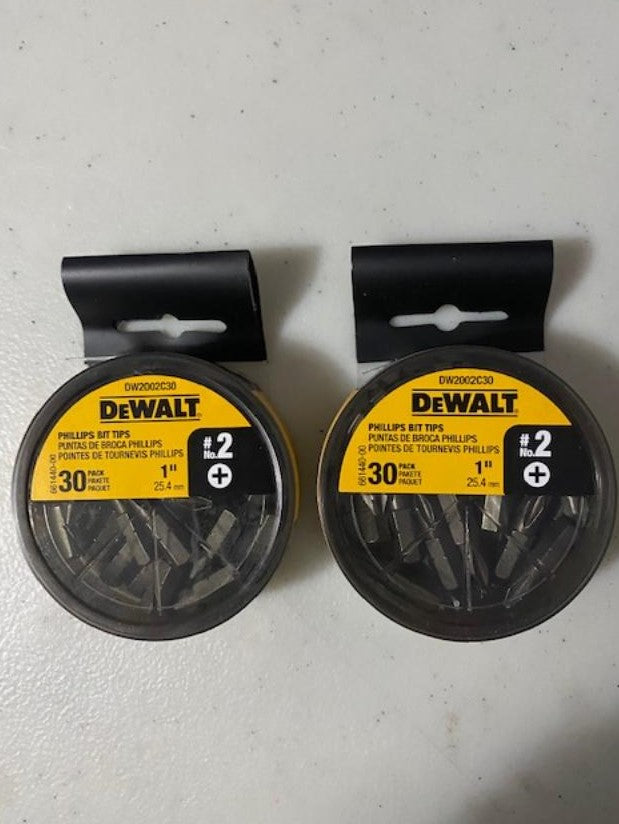 DW2002C30
DEWALT
PHILLIPS BIT TIPS
PUNTAS DE BROCA PHILLIPS
POINTES DE TOURNEVIS PHILLIPS
#
No.2
661440-00
30 PACK
PAKETE
PAQUET
1"
25.4 mm
DW2002C30
DEWALT
PHILLIPS BIT TIPS
PUNTAS DE BROCA PHILLIPS
POINTES DE TOURNEVIS PHILLIPS
#
No.2
661440-00
30 PACK
PAKETE
PAQUET
1"
25.4 mm